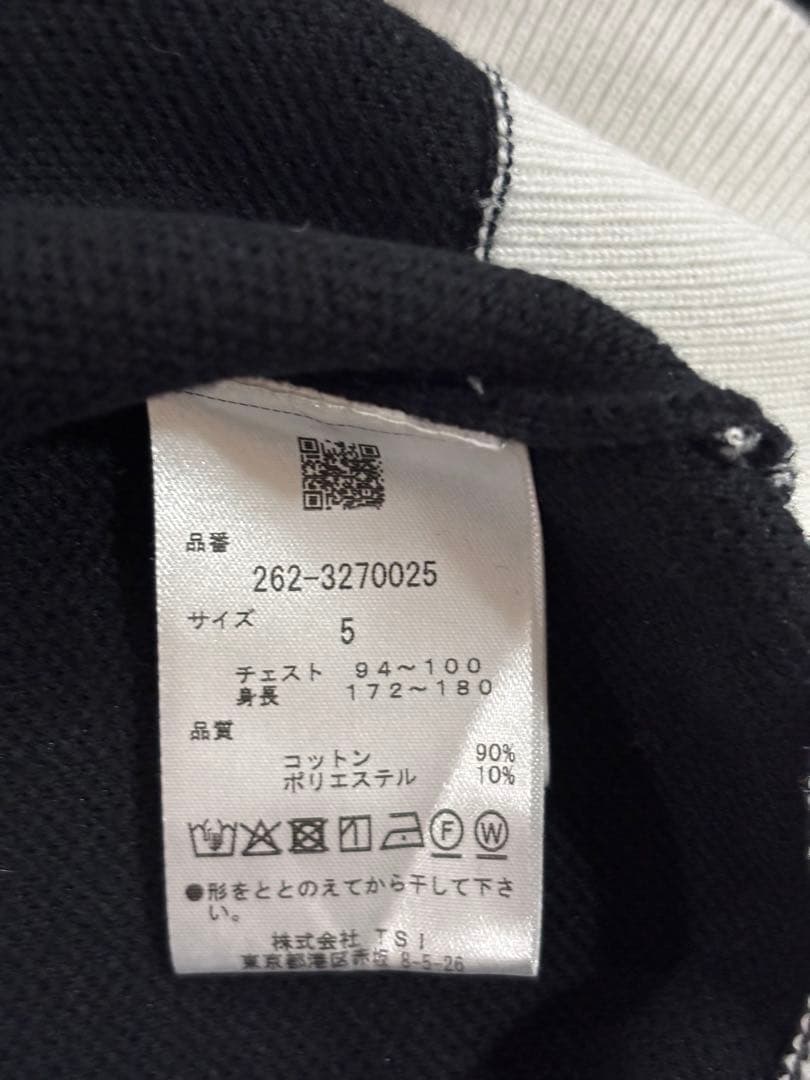 品番
262-3270025
サイズ 5
チェスト 94～100
身長 172～180
品質
コットン 90%
ポリエステル 10%
F W
●形をととのえてから干して下さ
い。
株式会社 TSI
東京都港区赤坂 8-5-26